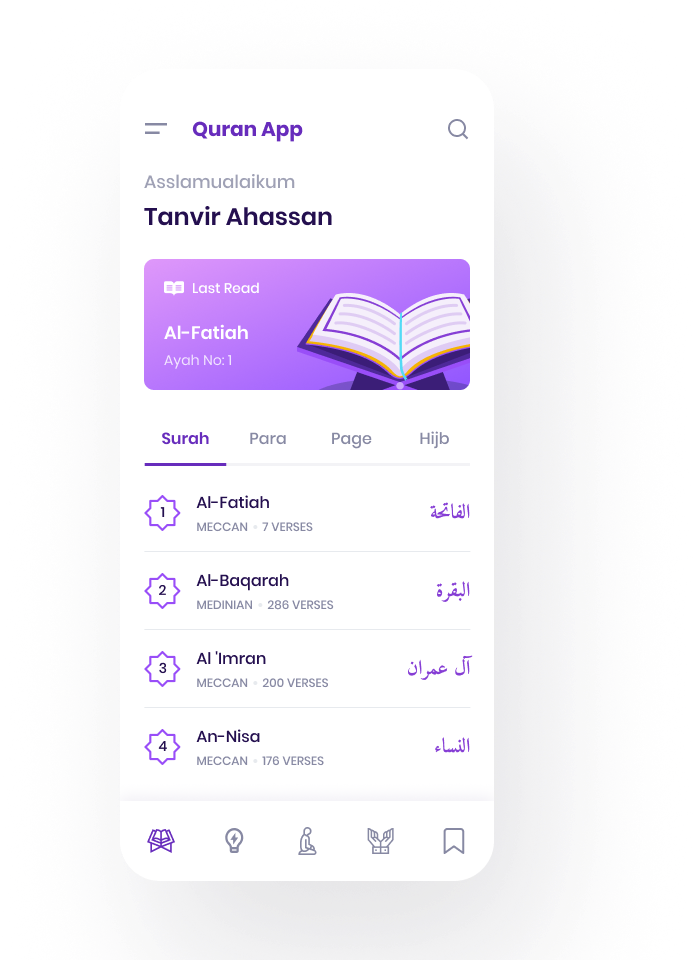 Quran App
Asslamualaikum
Tanvir Ahassan
Last Read
Al-Fatiah
Ayah No: 1
Surah Para Page Hijb
1 Al-Fatiah الفاتحة
MECCAN • 7 VERSES
2 Al-Baqarah البقرة
MEDINIAN • 286 VERSES
3 Al 'Imran آل عمران
MECCAN • 200 VERSES
4 An-Nisa النساء
MECCAN • 176 VERSES